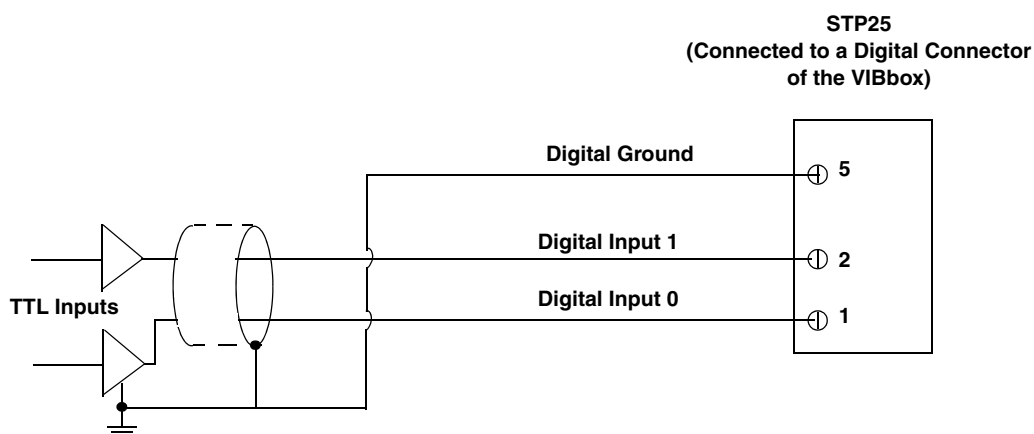 STP25
(Connected to a Digital Connector
of the VIBbox)
Digital Ground
5
Digital Input 1
2
TTL Inputs
Digital Input 0
1